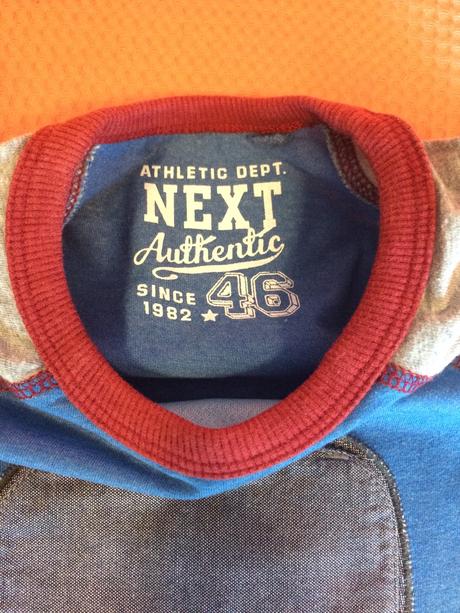 ATHLETIC DEPT.
NEXT
Authentic
SINCE 1982 ★ 46